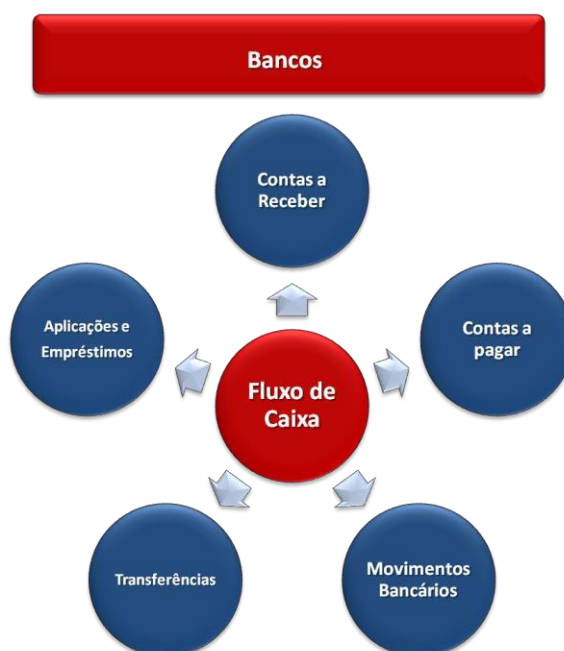 Bancos
Contas a
Receber
Aplicações e
Empréstimos
Contas a
pagar
Fluxo de
Caixa
Transferências
Movimentos
Bancários